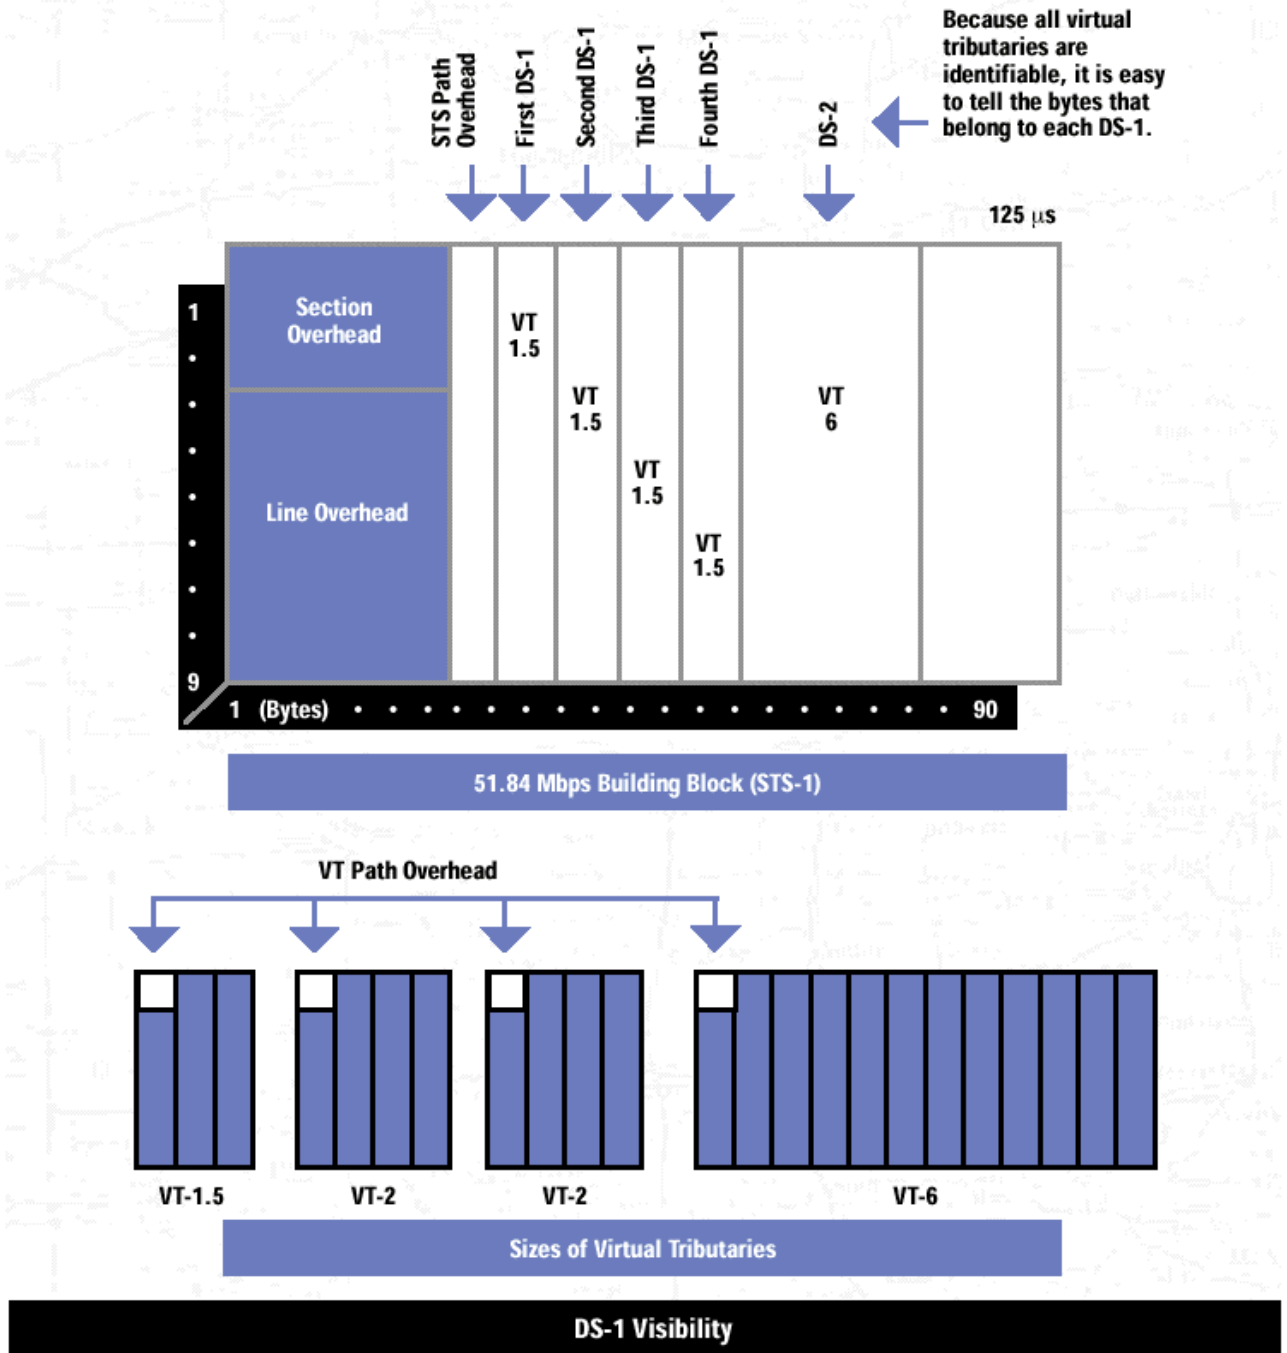 Because all virtual
tributaries are
identifiable, it is easy
to tell the bytes that
belong to each DS-1.
STS Path
Overhead
First DS-1
Second DS-1
Third DS-1
Fourth DS-1
DS-2
125 µs
Section
Overhead
Line Overhead
VT
1.5
VT
1.5
VT
1.5
VT
1.5
VT
6
1
9
1 (Bytes) 90
51.84 Mbps Building Block (STS-1)
VT Path Overhead
VT-1.5
VT-2
VT-2
VT-6
Sizes of Virtual Tributaries
DS-1 Visibility